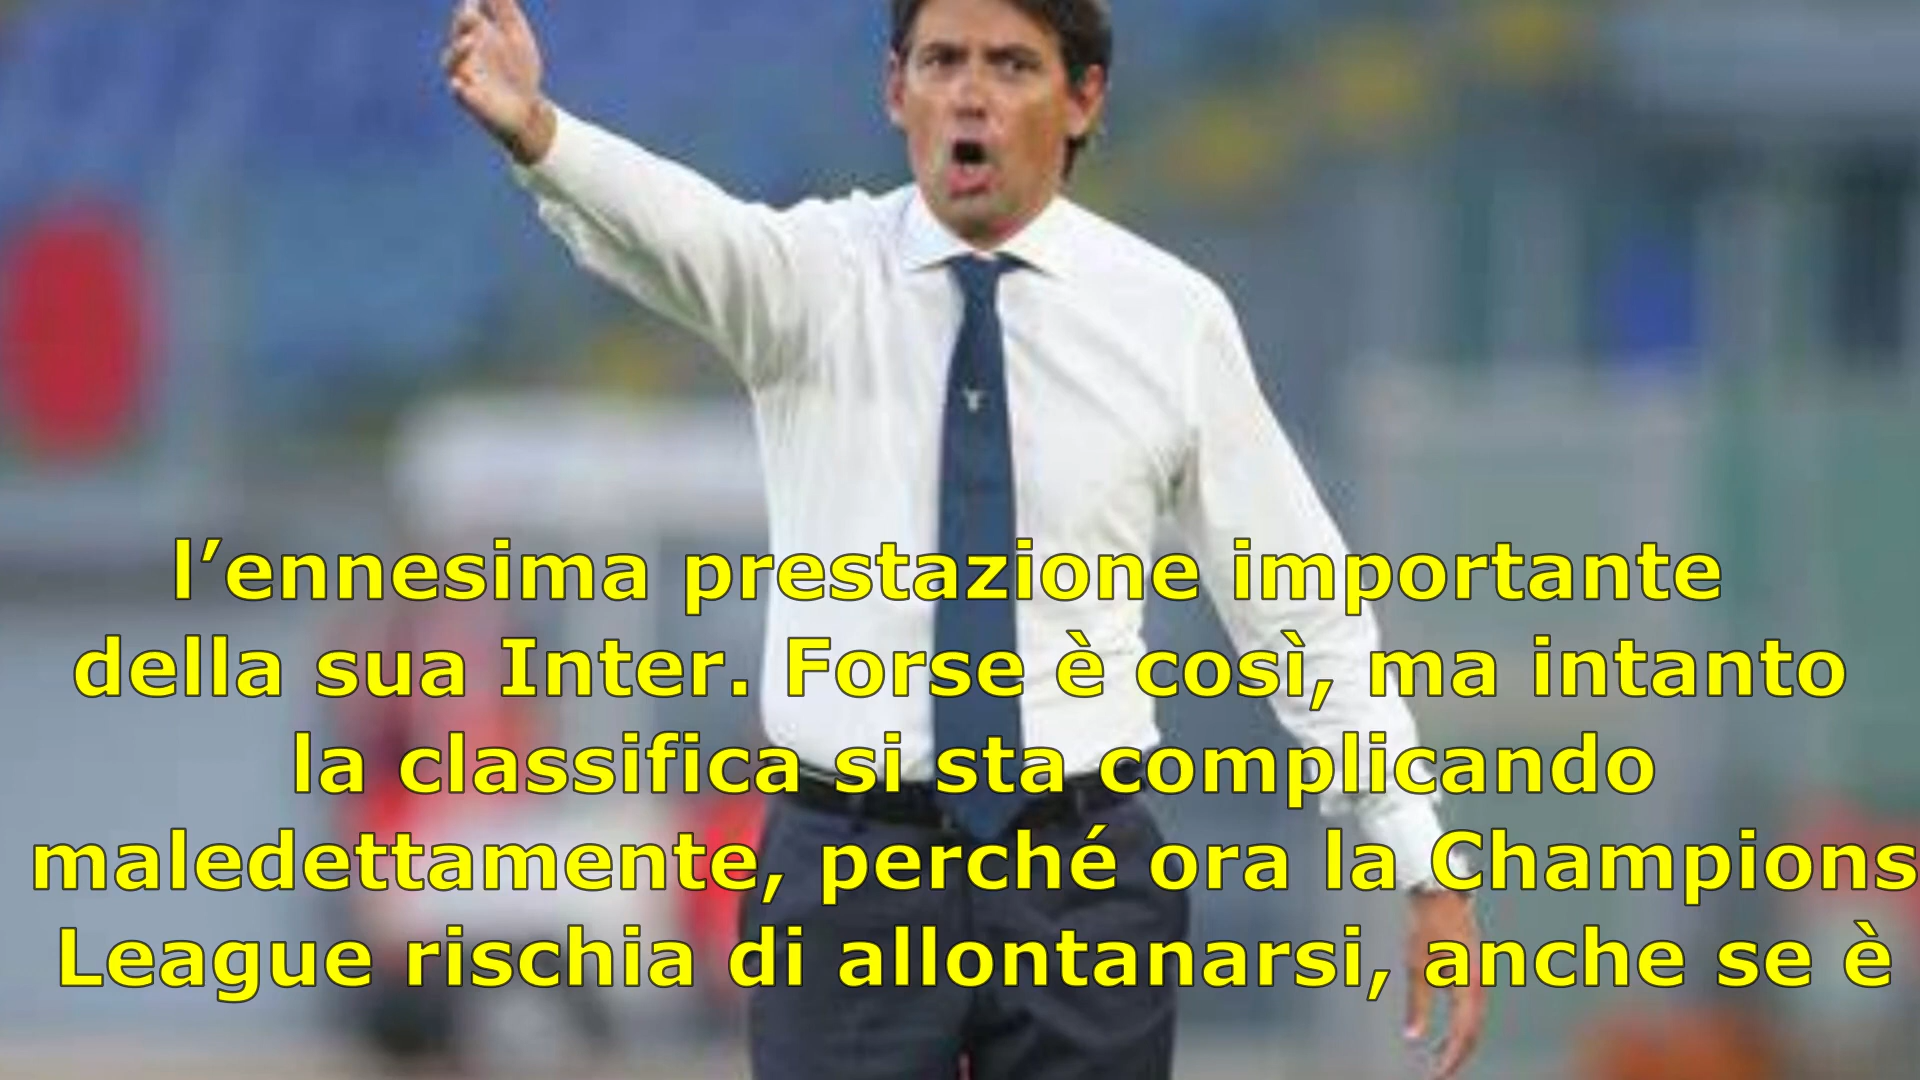 l’ennesima prestazione importante
della sua Inter. Forse è così, ma intanto
la classifica si sta complicando
maledettamente, perché ora la Champions
League rischia di allontanarsi, anche se è